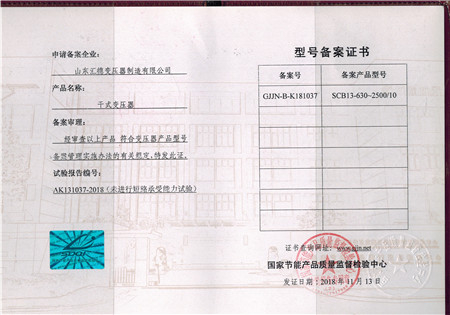 申请备案企业:
山东汇德变压器制造有限公司
产品名称:
干式变压器
备案审理:
经审查以上产品 符合变压器产品型号
备案管理实施办法的有关规定,特发此证。
试验报告编号:
AK131037-2018(未进行短路承受能力试验)
型号备案证书
备案号 备案产品型号
GJJN-B-K181037 SCB13-630~2500/10
证书查询网址:
国家节能产品质量监督检验中心
发证日期:2018年11月13日